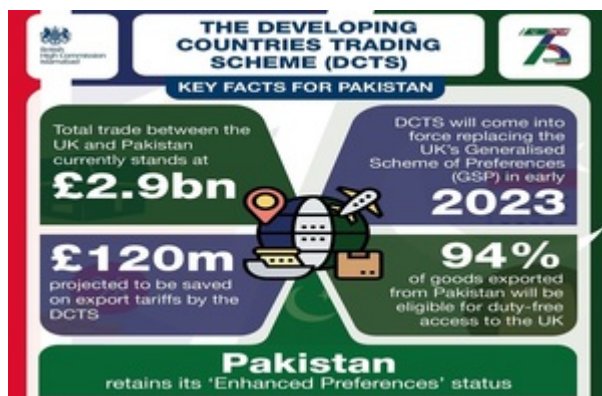 British
High Commission
Islamabad
THE DEVELOPING
COUNTRIES TRADING
SCHEME (DCTS)
75
KEY FACTS FOR PAKISTAN
Total trade between the
UK and Pakistan
currently stands at
£2.9bn
DCTS will come into
force replacing the
UK's Generalised
Scheme of Preferences
(GSP) in early
2023
£120m
projected to be saved
on export tariffs by the
DCTS
94%
of goods exported
from Pakistan will be
eligible for duty-free
access to the UK
Pakistan
retains its 'Enhanced Preferences' status